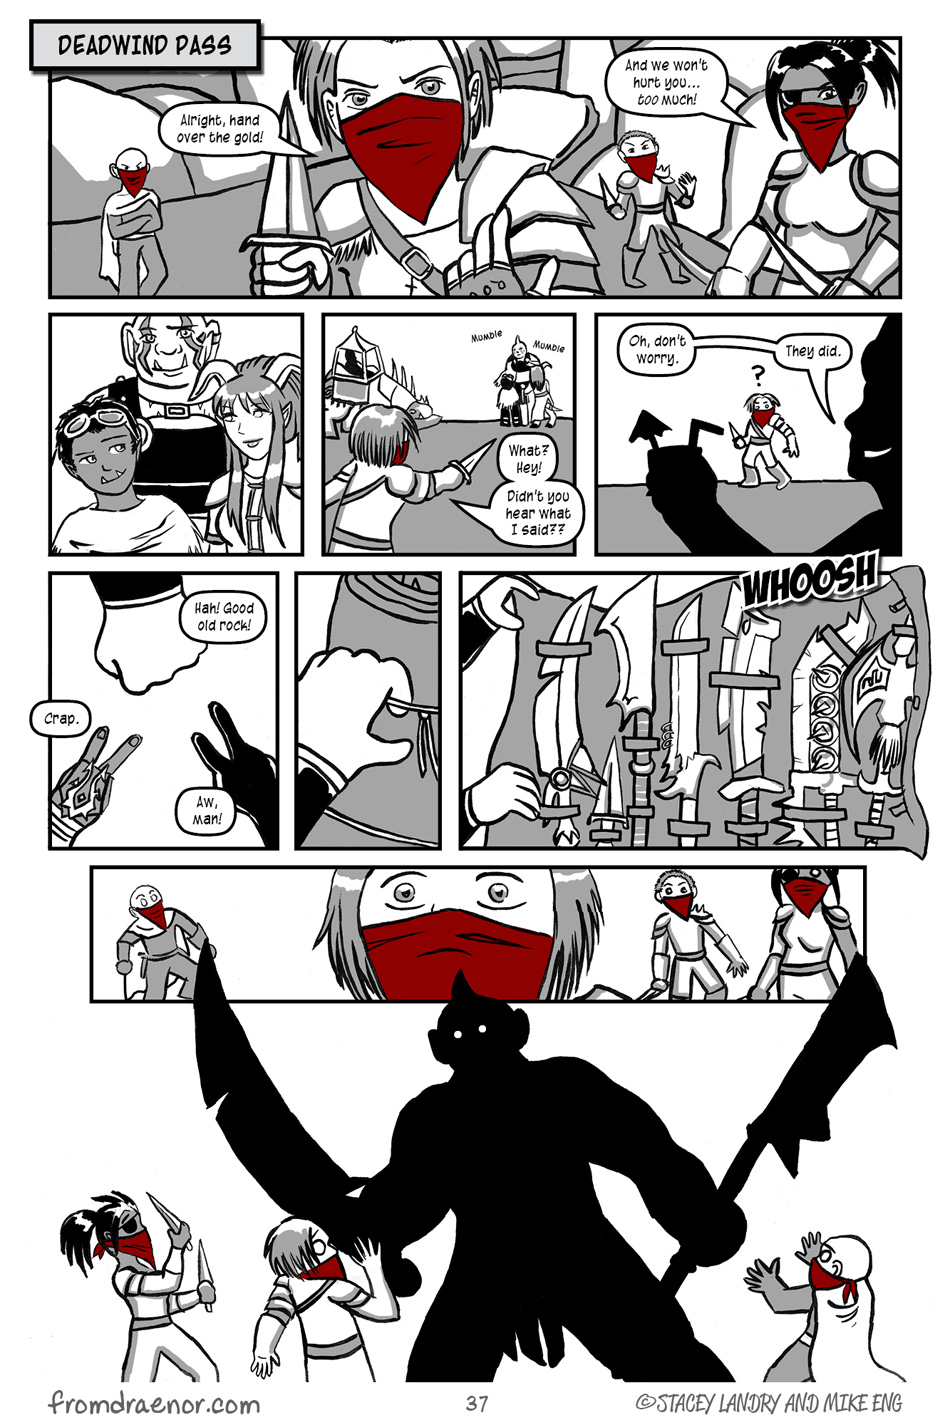 DEADWIND PASS
Alright, hand
over the gold!
And we won't
hurt you...
too much!
Mumble
Mumble
What?
Hey!
Didn't you
hear what
I said??
Oh, don't
worry.
They did.
?
Hah! Good
old rock!
Crap.
Aw,
man!
WHOOSH
fromdraenor.com
37
©STACEY LANDRY AND MIKE ENG